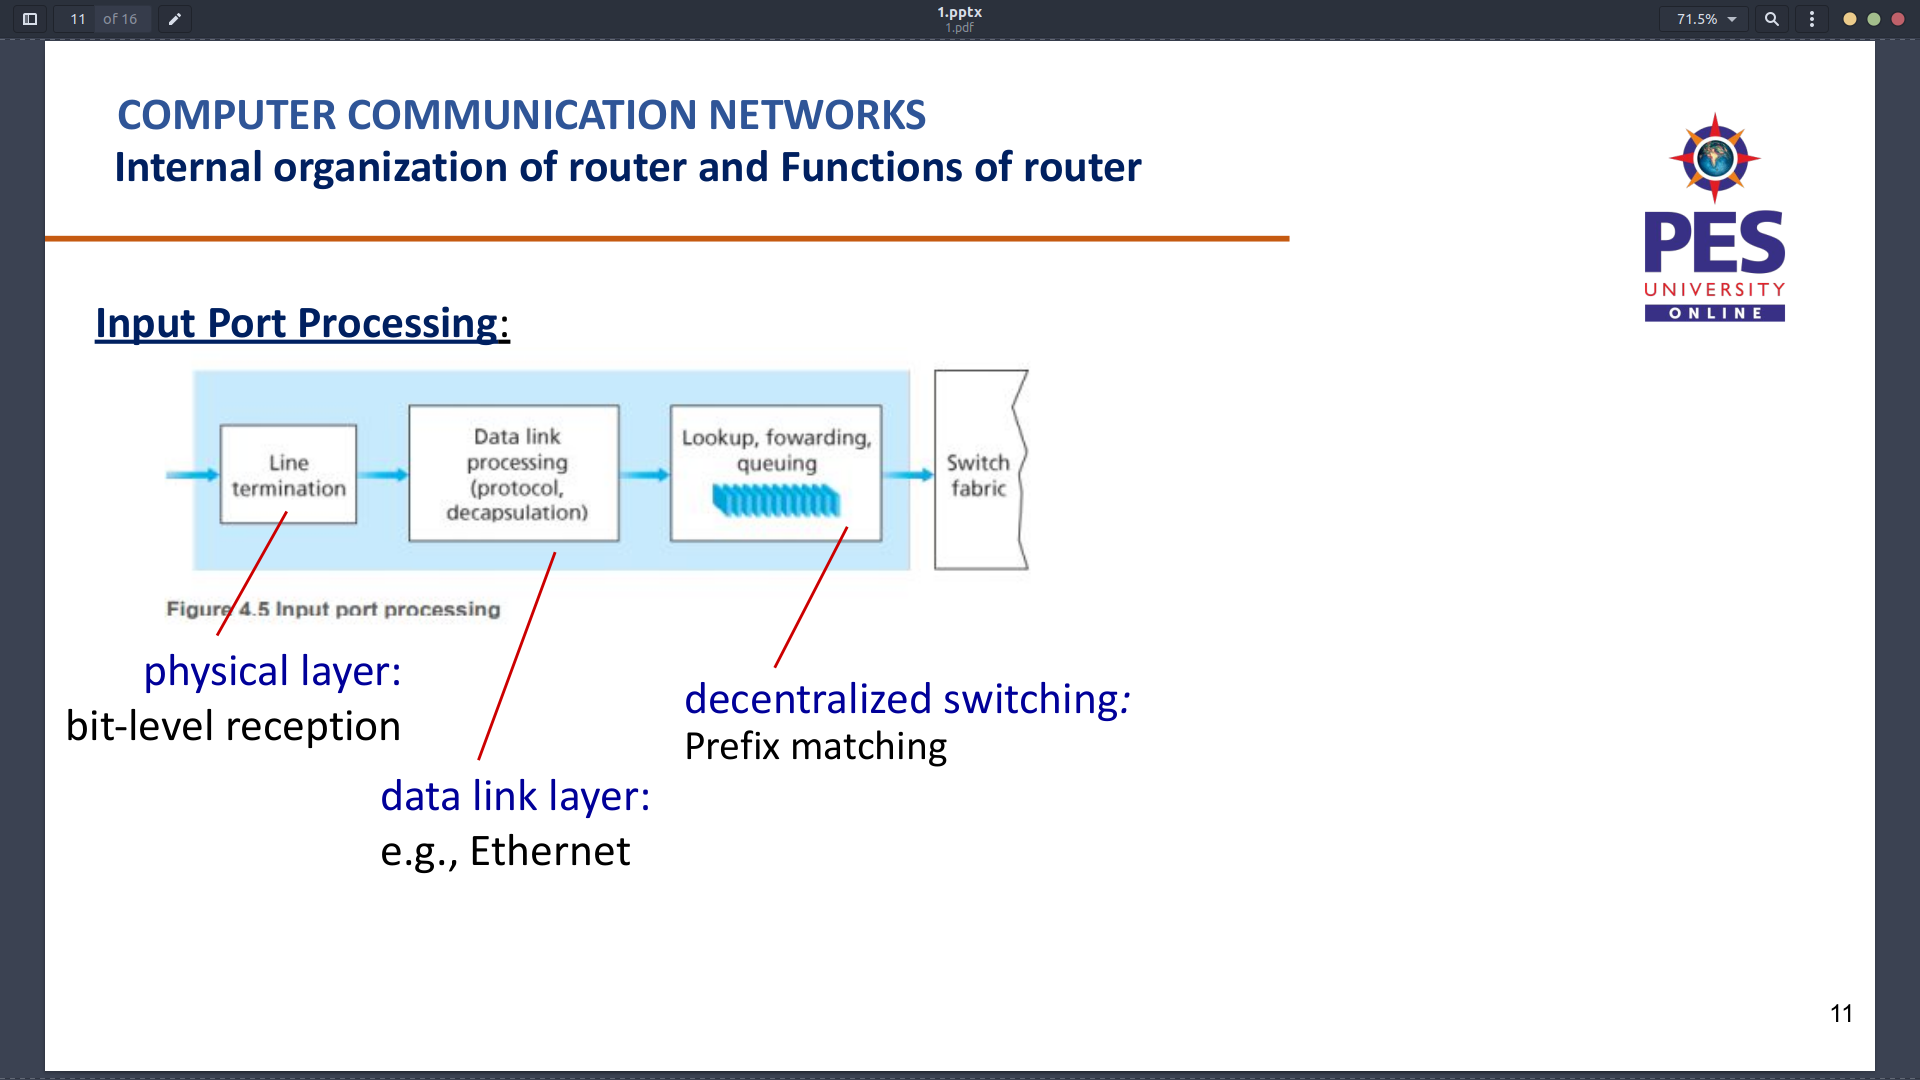 11 of 16
1.pptx
1.pdf
71.5%
COMPUTER COMMUNICATION NETWORKS
Internal organization of router and Functions of router
PES
UNIVERSITY
ONLINE
Input Port Processing:
Line
termination
Data link
processing
(protocol,
decapsulation)
Lookup, fowarding,
queuing
Switch
fabric
Figure 4.5 Input port processing
physical layer:
bit-level reception
decentralized switching:
Prefix matching
data link layer:
e.g., Ethernet
11